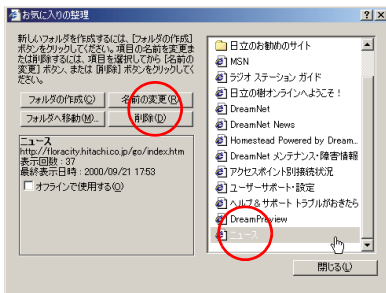 お気に入りの整理
新しいフォルダを作成するには、[フォルダの作成]
ボタンをクリックしてください。項目の名前を変更ま
たは削除するには、項目を選択してから [名前の
変更] ボタン、または [削除] ボタンをクリックしてく
ださい。
フォルダの作成(C)
名前の変更(R)
フォルダへ移動(M)...
削除(D)
ニュース
http://floracity.hitachi.co.jp/go/index.htm
表示回数 : 37
最終表示日時 : 2000/09/21 17:53
オフラインで使用する(O)
日立のお勧めのサイト
MSN
ラジオ ステーション ガイド
日立の樹オンラインへようこそ!
DreamNet
DreamNet News
Homestead Powered by Dream...
DreamNet メンテナンス・障害情報
アクセスポイント別接続状況
ユーザーサポート・設定
ヘルプ&サポート トラブルがおきたら
DreamPreview
ニュース
閉じる(L)